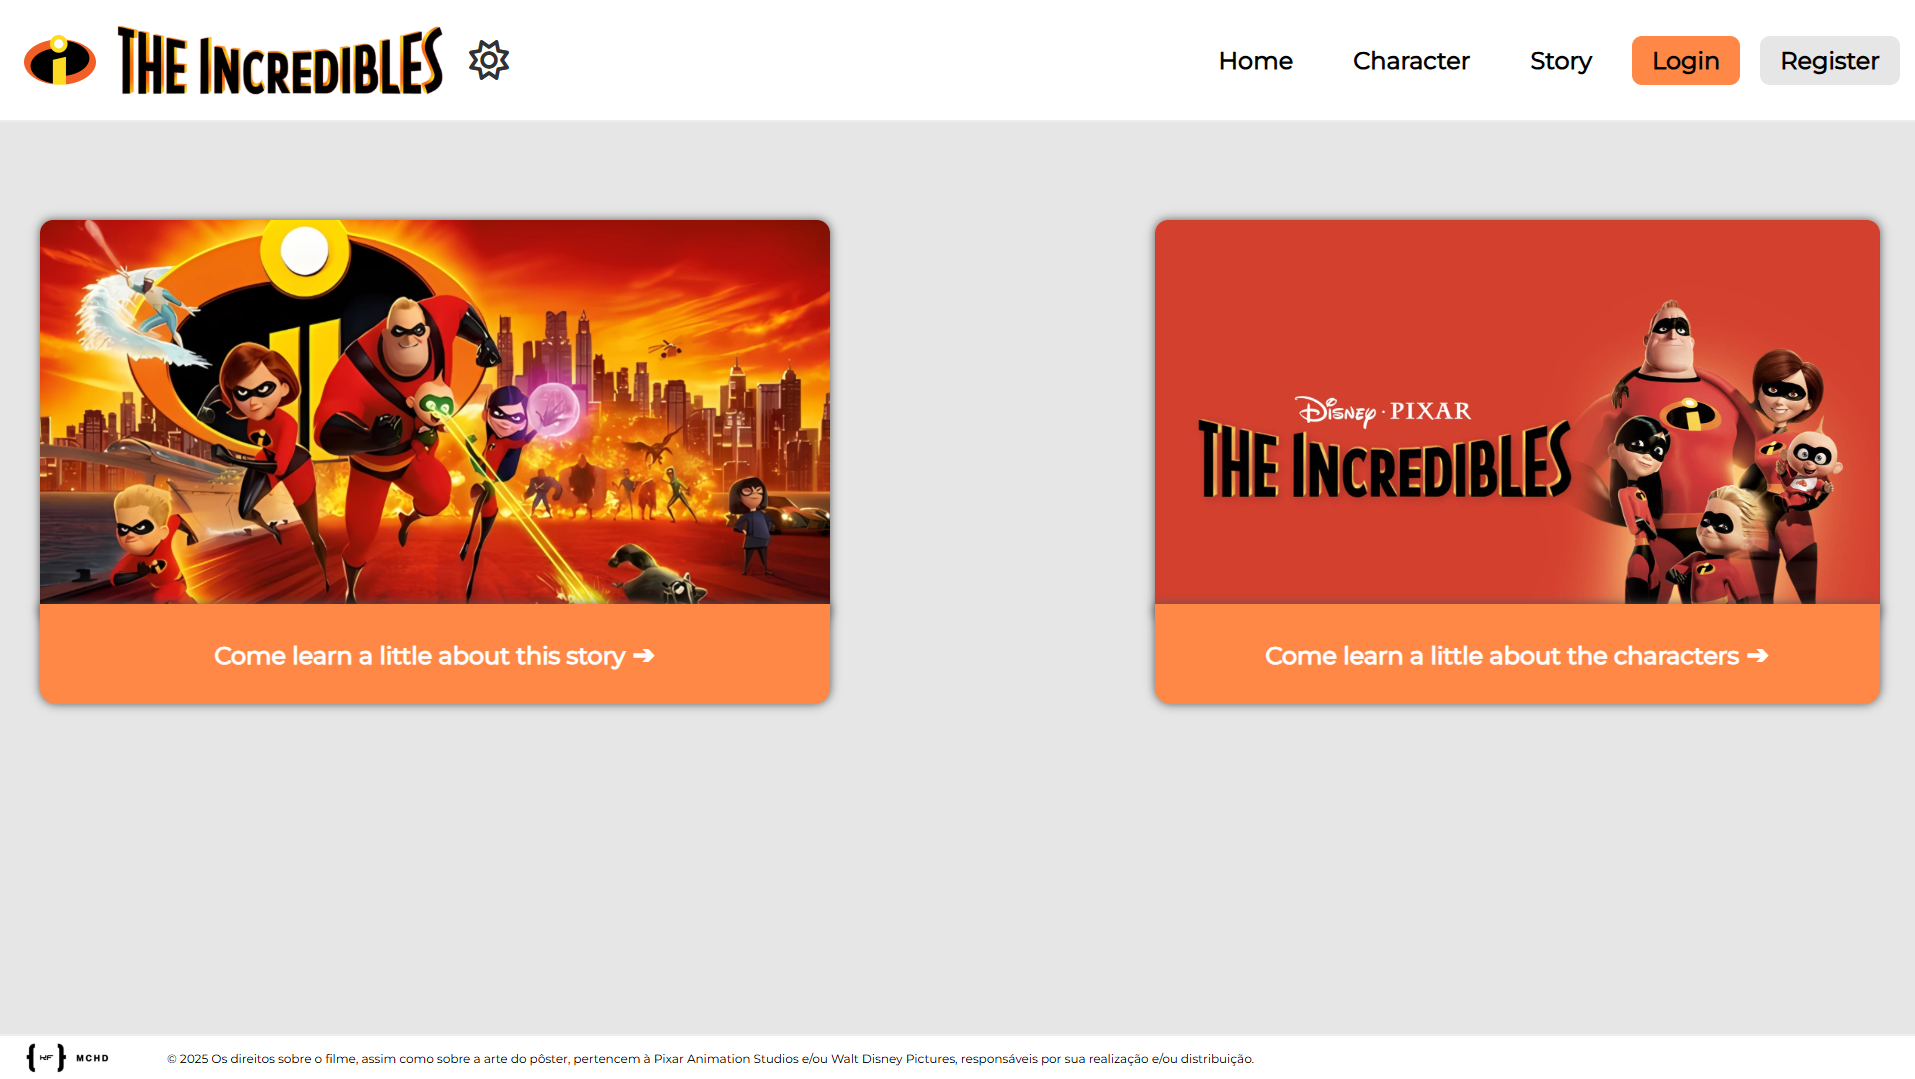 THE INCREDIBLES
Home
Character
Story
Login
Register
DISNEY · PIXAR
THE INCREDIBLES
Come learn a little about this story ➔
Come learn a little about the characters ➔
MCHD
© 2025 Os direitos sobre o filme, assim como sobre a arte do pôster, pertencem à Pixar Animation Studios e/ou Walt Disney Pictures, responsáveis por sua realização e/ou distribuição.